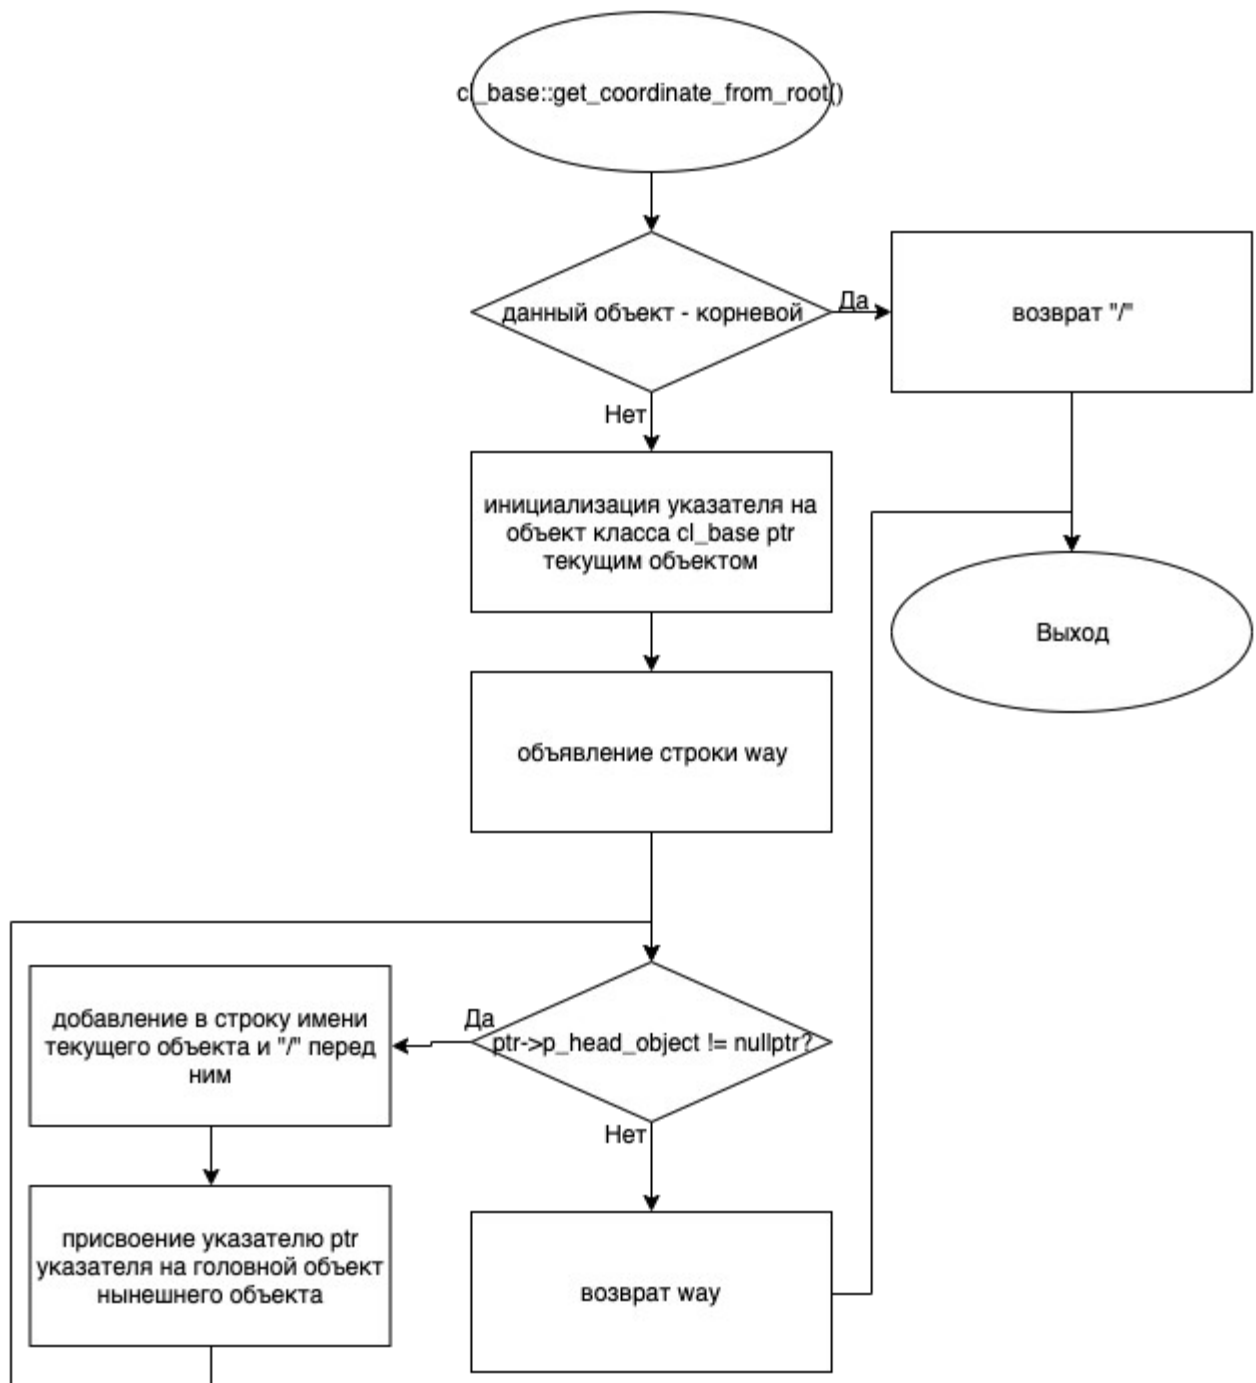 cl_base::get_coordinate_from_root()
данный объект - корневой
Да
возврат "/"
Нет
инициализация указателя на
объект класса cl_base ptr
текущим объектом
Выход
объявление строки way
добавление в строку имени
текущего объекта и "/" перед
ним
Да
ptr->p_head_object != nullptr?
Нет
присвоение указателю ptr
указателя на головной объект
нынешнего объекта
возврат way